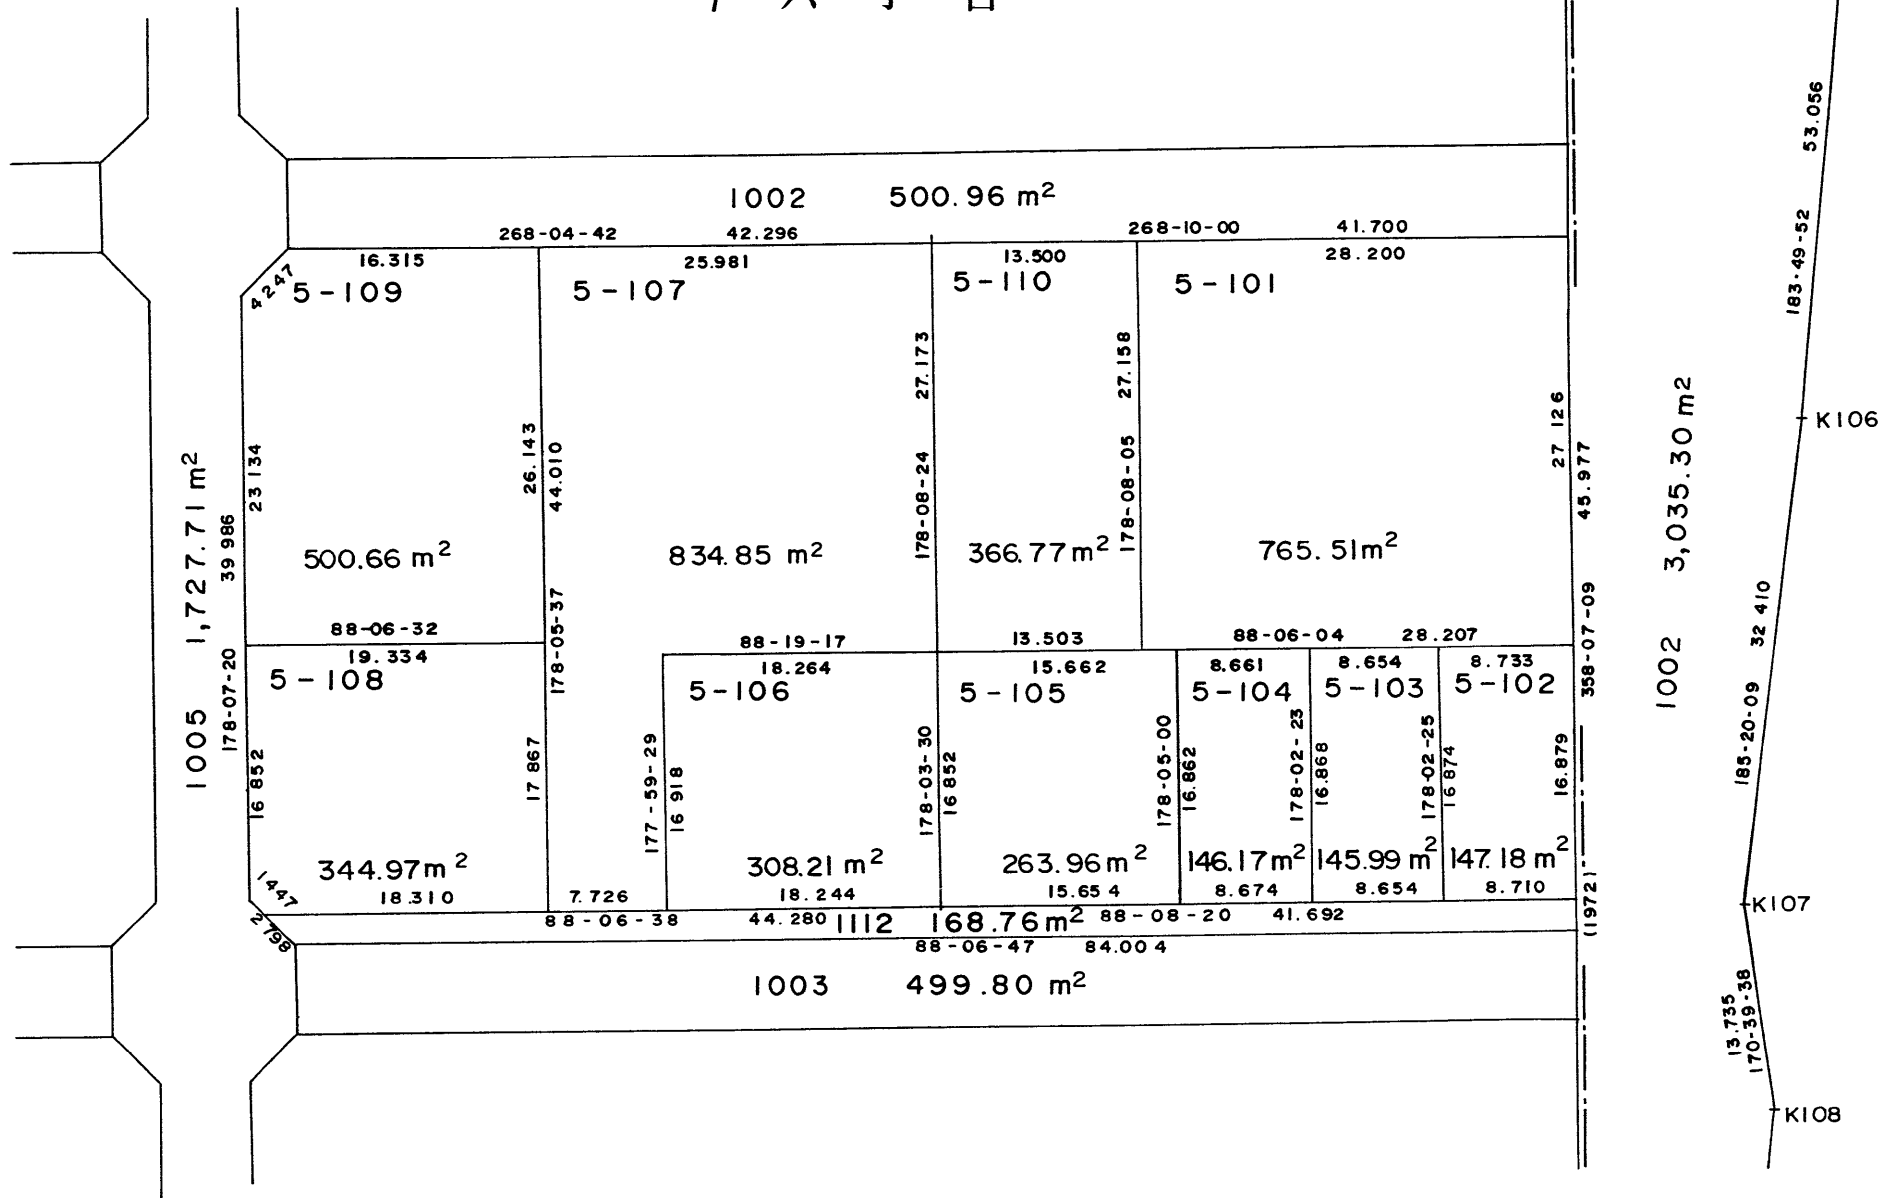 1002 500.96 m²
268-04-42 42.296 268-10-00 41.700
16.315 25.981 13.500 28.200
4 247
5-109 5-107 5-110 5-101
53.056
183-49-52
K106
27.173
178-08-24
27.158
178-08-05
27 126
45.977
358-07-09
23 134
39 986
178-07-20
26.143
44.010
178-05-37
1005 1,727.71 m²
1002 3,035.30 m2
500.66 m² 834.85 m² 366.77 m² 765.51 m²
32 410
185-20-09
88-06-32 88-19-17 13.503 88-06-04 28.207
19.334 18.264 15.662 8.661 8.654 8.733
5-108 5-106 5-105 5-104 5-103 5-102
16 852
17 867
177-59-29
16 918
178-03-30
16 852
178-05-00
16.862
178-02-23
16.868
178-02-25
16 874
16.879
344.97 m² 308.21 m² 263.96 m² 146.17 m² 145.99 m² 147.18 m²
1447
18.310 7.726 18.244 15.654 8.674 8.654 8.710
(1972)
K107
2 798
88-06-38 44.280 1112 168.76 m² 88-08-20 41.692
88-06-47 84.004
1003 499.80 m²
13.735
170-39-38
K108